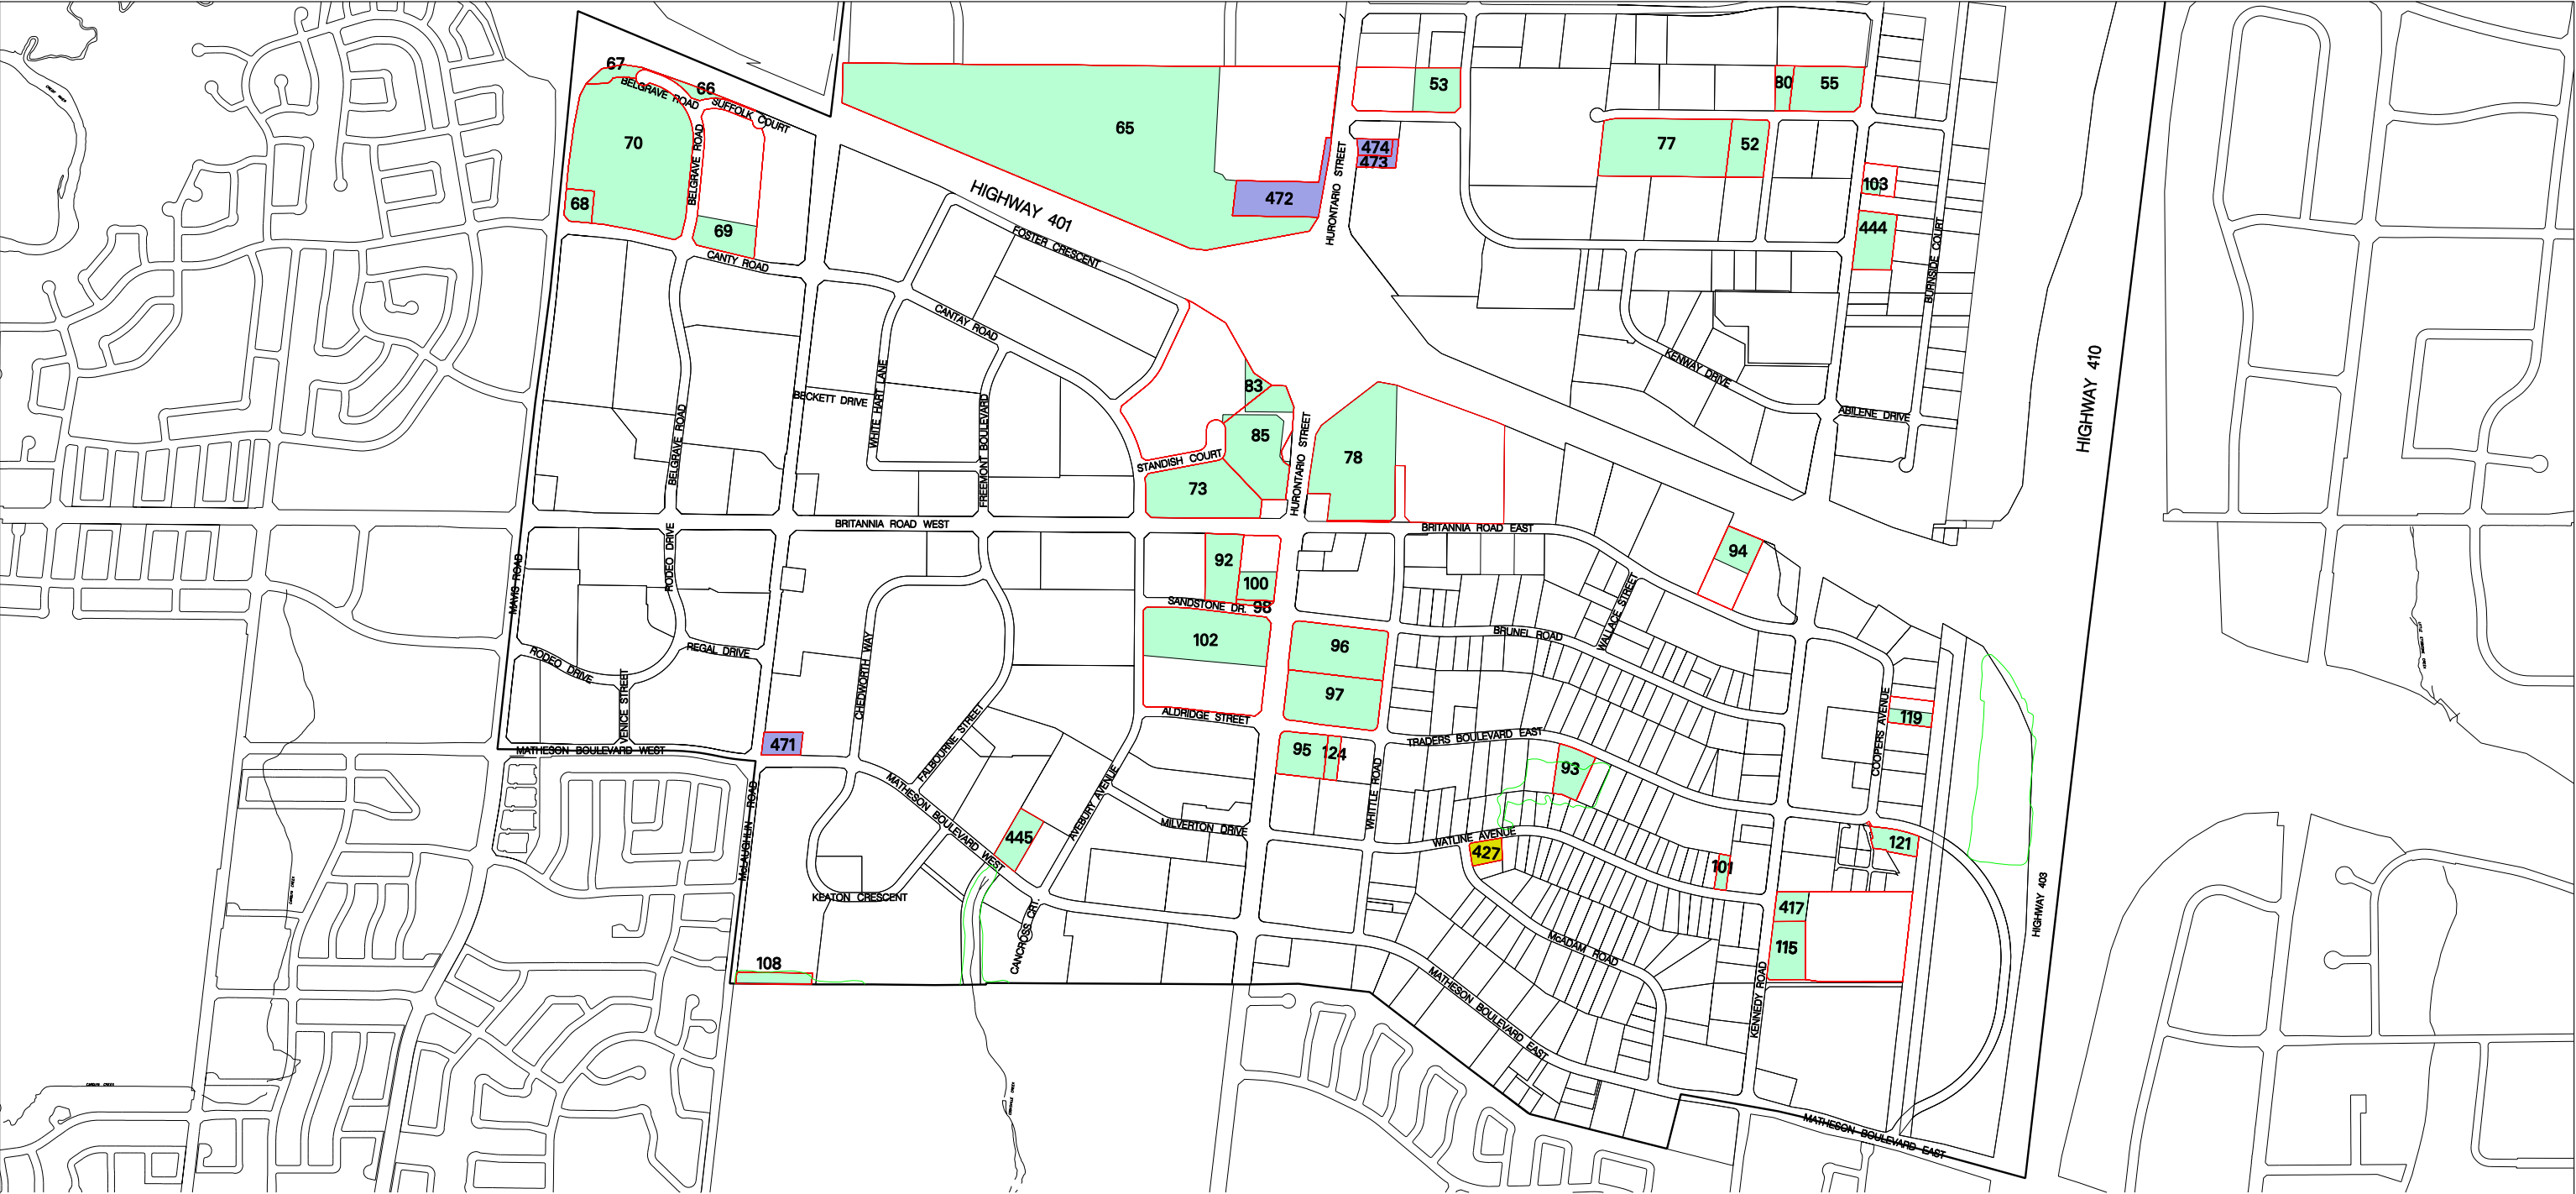 67
66
BELGRAVE ROAD
SUFFOLK COURT
70
BELGRAVE ROAD
68
69
CANTY ROAD
65
HIGHWAY 401
472
HURONTARIO STREET
474
473
53
80
55
77
52
103
444
BURNSIDE COURT
HIGHWAY 410
FOSTER CRESCENT
CANTAY ROAD
KENWAY DRIVE
ABILENE DRIVE
BECKETT DRIVE
WHITE HART LANE
FREEMONT BOULEVARD
BELGRAVE ROAD
83
85
STANDISH COURT
73
HURONTARIO STREET
78
BRITANNIA ROAD WEST
BRITANNIA ROAD EAST
MAVIS ROAD
RODEO DRIVE
92
100
SANDSTONE DR.
98
94
WALLACE STREET
BRUNEL ROAD
102
96
97
RODEO DRIVE
REGAL DRIVE
VENICE STREET
CHEDWORTH WAY
FALBOURNE STREET
ALDRIDGE STREET
COOPERS AVENUE
119
471
MATHESON BOULEVARD WEST
95
124
TRADERS BOULEVARD EAST
93
WHITTLE ROAD
MATHESON BOULEVARD WEST
AVEBURY AVENUE
MILVERTON DRIVE
445
WATLINE AVENUE
427
101
121
McLAUGHLIN ROAD
KEATON CRESCENT
HIGHWAY 403
417
115
CANCROSS CRT.
McADAM ROAD
108
MATHESON BOULEVARD EAST
KENNEDY ROAD
MATHESON BOULEVARD EAST